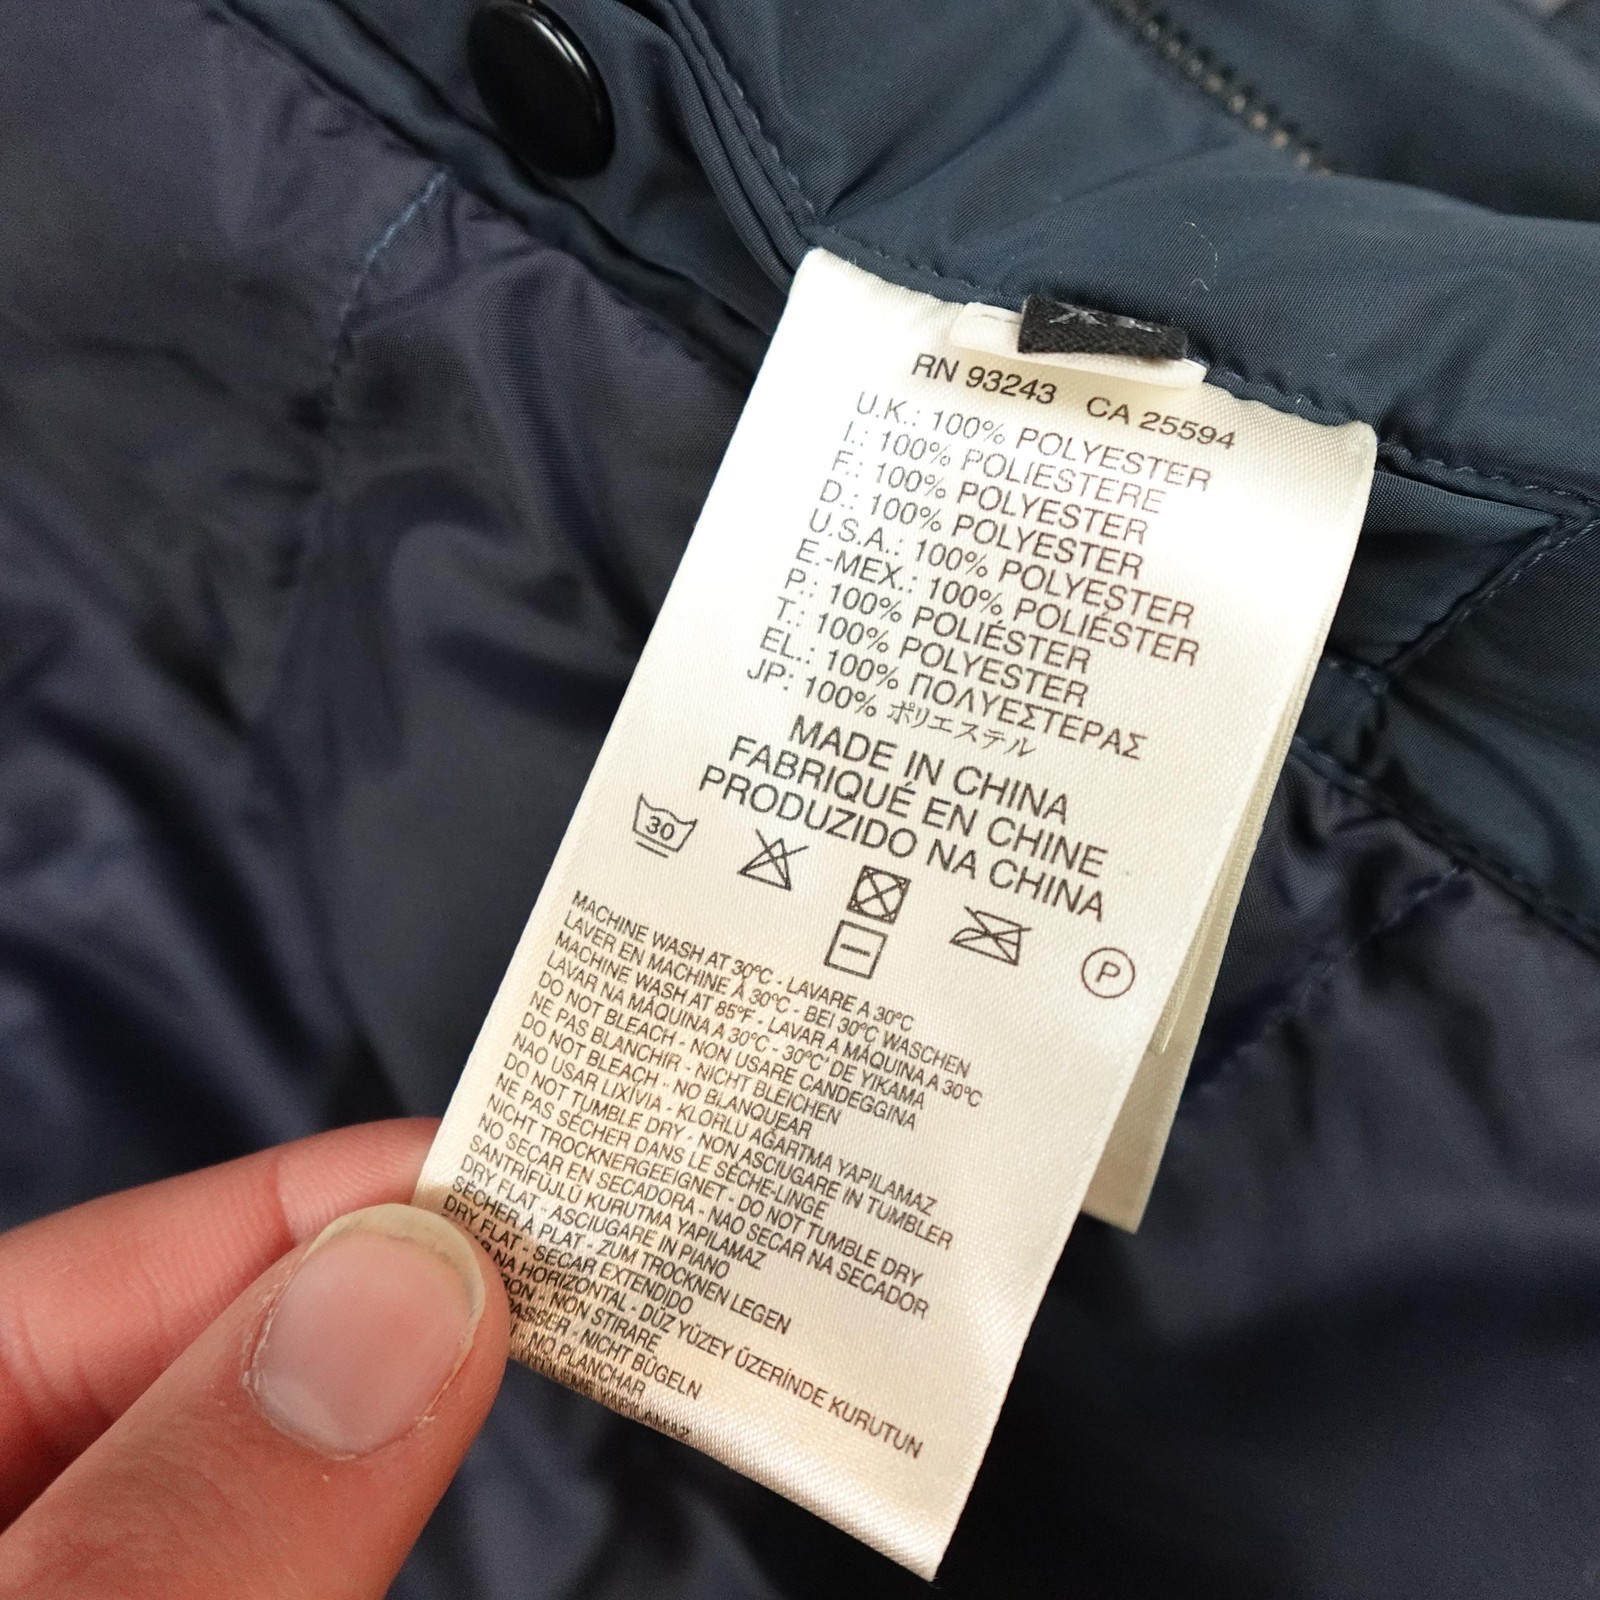 RN 93243 CA 25594
U.K.: 100% POLYESTER
I.: 100% POLIESTERE
F.: 100% POLYESTER
D.: 100% POLYESTER
U.S.A.: 100% POLYESTER
E.-MEX.: 100% POLIÉSTER
P.: 100% POLIÉSTER
T.: 100% POLYESTER
EL.: 100% ΠΟΛΥΕΣΤΕΡΑΣ
JP: 100% ポリエステル
MADE IN CHINA
FABRIQUÉ EN CHINE
PRODUZIDO NA CHINA
30
P
MACHINE WASH AT 30°C - LAVARE A 30°C
LAVER EN MACHINE À 30°C - BEI 30°C WASCHEN
MACHINE WASH AT 85°F - LAVAR A MÁQUINA A 30°C
LAVAR NA MÁQUINA A 30°C - 30°C' DE YIKAMA
DO NOT BLEACH - NON USARE CANDEGGINA
NE PAS BLANCHIR - NICHT BLEICHEN
DO NOT BLEACH - NO BLANQUEAR
NAO USAR LIXÍVIA - KLORLU AĞARTMA YAPILAMAZ
DO NOT TUMBLE DRY - NON ASCIUGARE IN TUMBLER
NE PAS SÉCHER DANS LE SÈCHE-LINGE
NICHT TROCKNERGEEIGNET - DO NOT TUMBLE DRY
NO SECAR EN SECADORA - NAO SECAR NA SECADOR
SANTRİFÜJLÜ KURUTMA YAPILAMAZ
DRY FLAT - ASCIUGARE IN PIANO
SÉCHER À PLAT - ZUM TROCKNEN LEGEN
DRY FLAT - SECAR EXTENDIDO
NA HORIZONTAL - DÜZ YÜZEY ÜZERİNDE KURUTUN
- NON STIRARE
- NICHT BÜGELN
- NO PLANCHAR